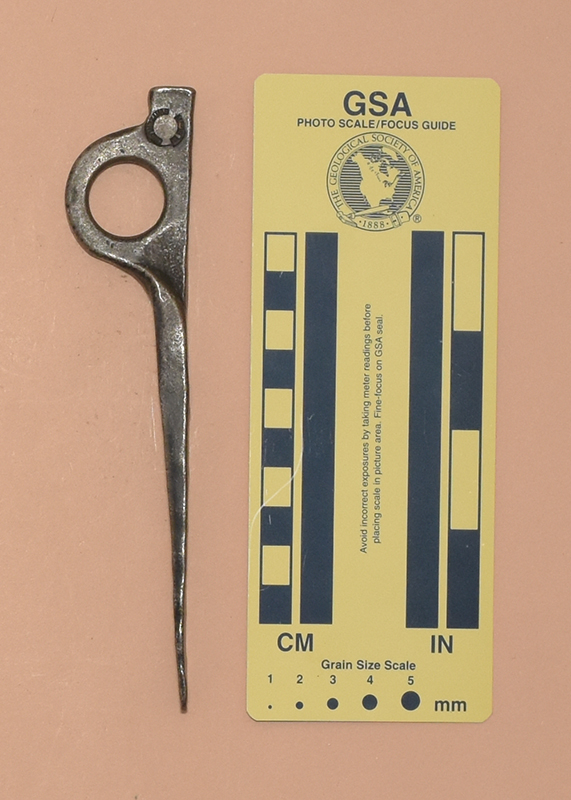 GSA
PHOTO SCALE/FOCUS GUIDE
THE GEOLOGICAL SOCIETY OF AMERICA
·1888·
®
Avoid incorrect exposures by taking meter readings before
placing scale in picture area. Fine-focus on GSA seal.
CM IN
Grain Size Scale
1 2 3 4 5
mm